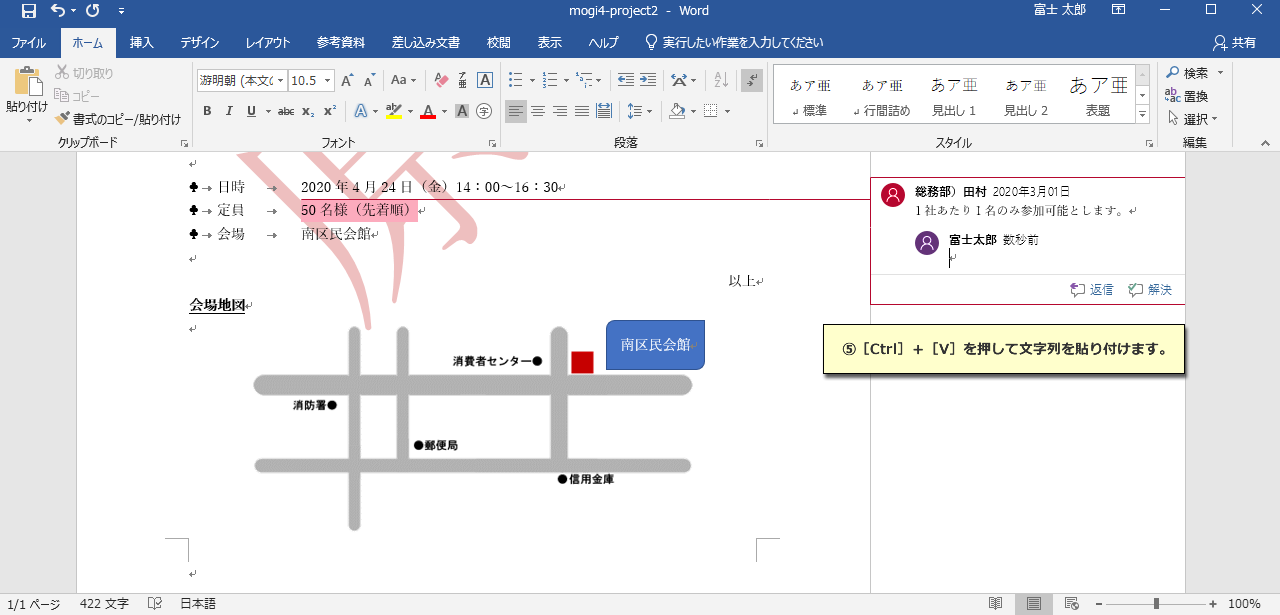 mogi4-project2 - Word
富士 太郎
ファイル ホーム 挿入 デザイン レイアウト 参考資料 差し込み文書 校閲 表示 ヘルプ 実行したい作業を入力してください 共有
貼り付け
切り取り
コピー
書式のコピー/貼り付け
クリップボード
游明朝 (本文の 10.5
フォント
段落
あア亜 あア亜 あア亜 あア亜 あア亜
↲ 標準 ↲ 行間詰め 見出し 1 見出し 2 表題
スタイル
検索
置換
選択
編集
♣→日時 → 2020 年 4 月 24 日（金）14：00～16：30↵
♣→定員 → 50 名様（先着順）↵
♣→会場 → 南区民会館↵
以上↵
会場地図↵
南区民会館
消費者センター●
消防署●
●郵便局
●信用金庫
総務部）田村 2020年3月01日
1 社あたり 1 名のみ参加可能とします。↵
富士太郎 数秒前
返信 解決
⑤［Ctrl］＋［V］を押して文字列を貼り付けます。
1/1 ページ 422 文字 日本語
100%